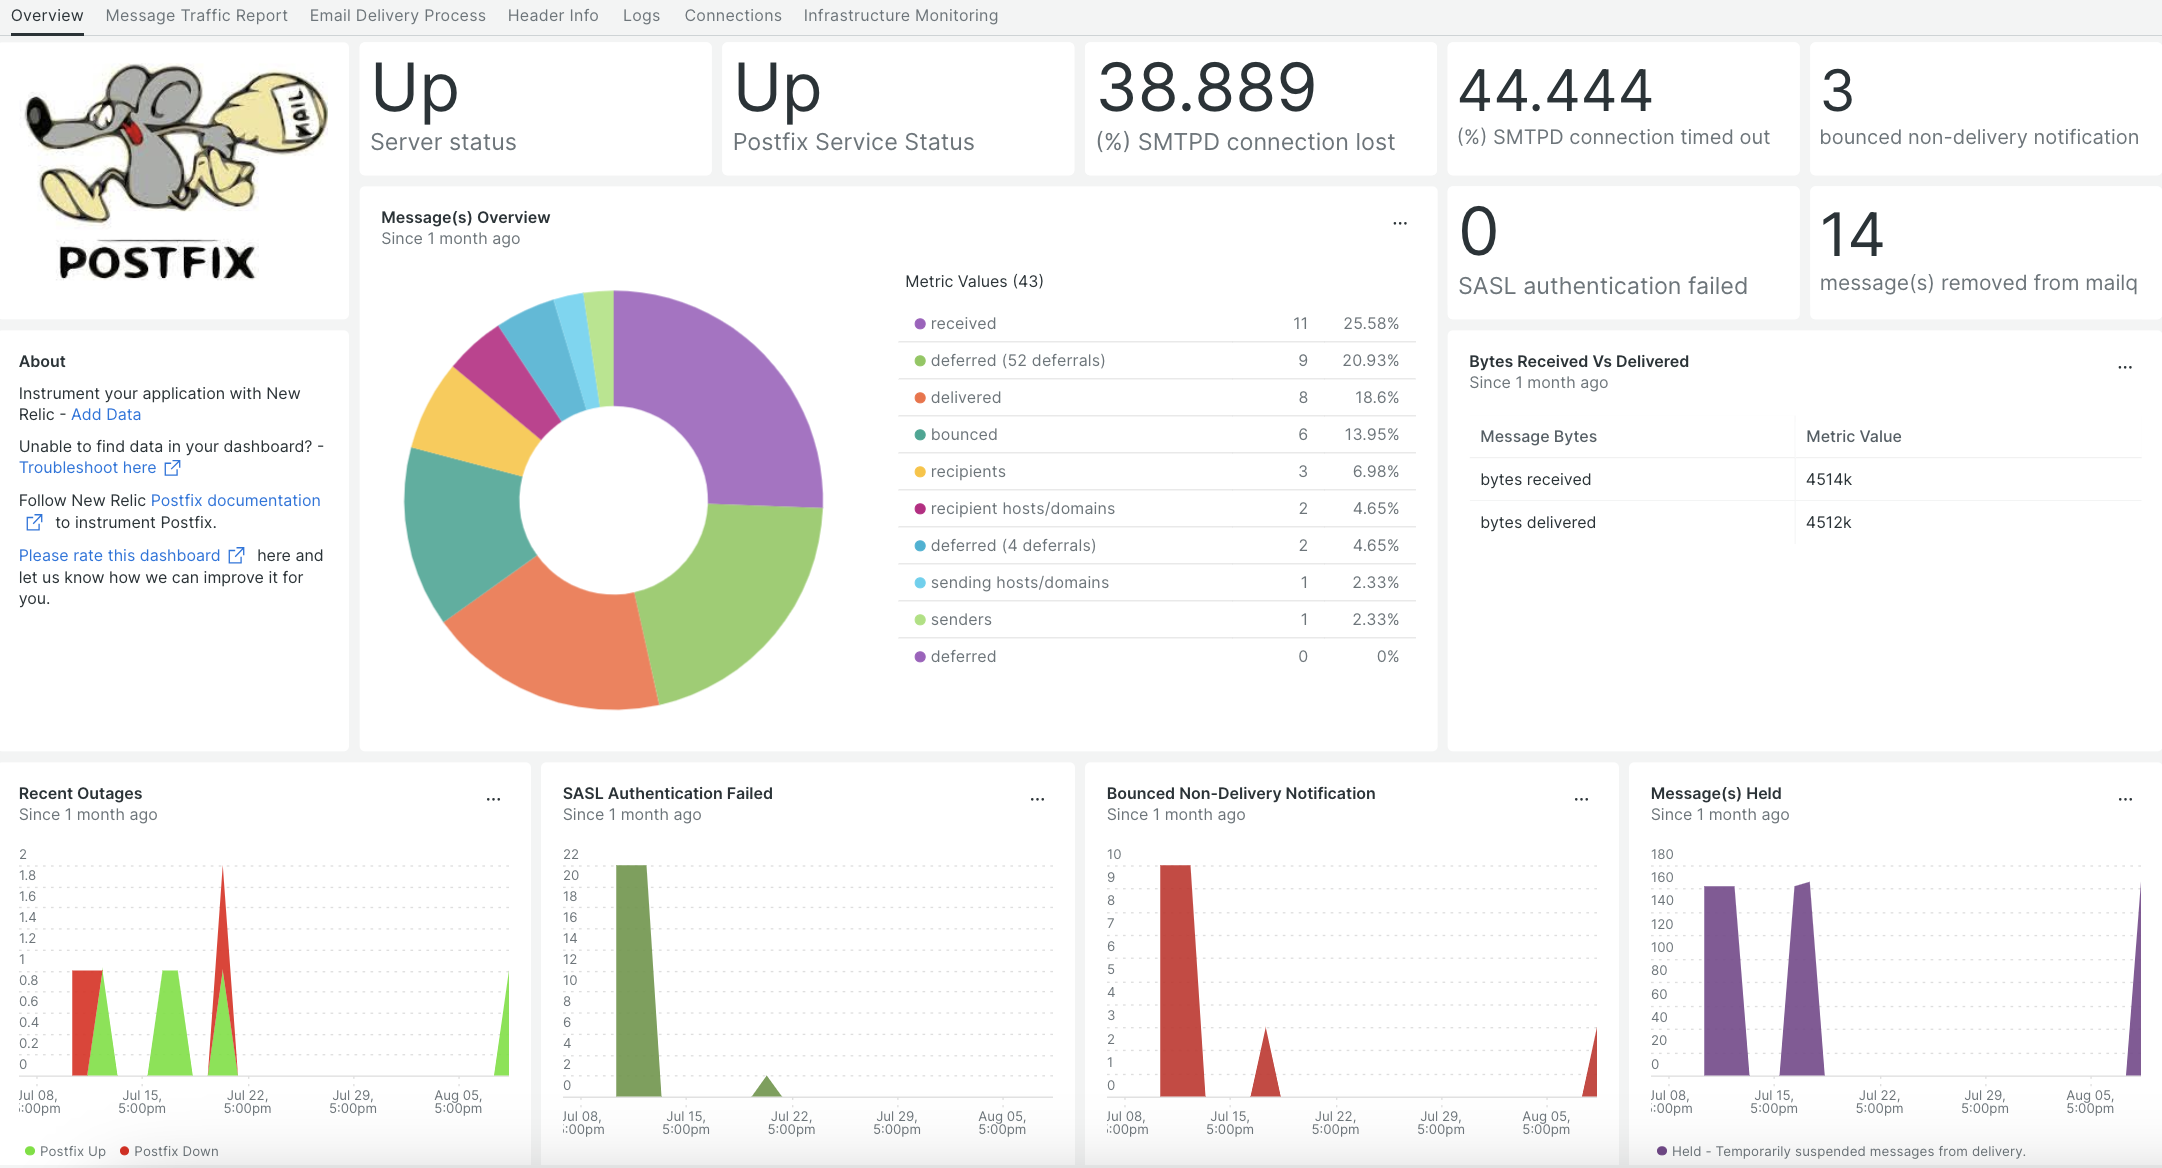 Overview Message Traffic Report Email Delivery Process Header Info Logs Connections Infrastructure Monitoring
MAIL
POSTFIX
Up
Server status
Up
Postfix Service Status
38.889
(%) SMTPD connection lost
44.444
(%) SMTPD connection timed out
3
bounced non-delivery notification
0
SASL authentication failed
14
message(s) removed from mailq
About
Instrument your application with New
Relic - Add Data
Unable to find data in your dashboard? -
Troubleshoot here
Follow New Relic Postfix documentation
to instrument Postfix.
Please rate this dashboard here and
let us know how we can improve it for
you.
Message(s) Overview
Since 1 month ago
...
Metric Values (43)
received 11 25.58%
deferred (52 deferrals) 9 20.93%
delivered 8 18.6%
bounced 6 13.95%
recipients 3 6.98%
recipient hosts/domains 2 4.65%
deferred (4 deferrals) 2 4.65%
sending hosts/domains 1 2.33%
senders 1 2.33%
deferred 0 0%
Bytes Received Vs Delivered
Since 1 month ago
...
Message Bytes Metric Value
bytes received 4514k
bytes delivered 4512k
Recent Outages
Since 1 month ago
...
2
1.8
1.6
1.4
1.2
1
0.8
0.6
0.4
0.2
0
Jul 08, Jul 15, Jul 22, Jul 29, Aug 05,
:00pm 5:00pm 5:00pm 5:00pm 5:00pm
Postfix Up Postfix Down
SASL Authentication Failed
Since 1 month ago
...
22
20
18
16
14
12
10
8
6
4
2
0
Jul 08, Jul 15, Jul 22, Jul 29, Aug 05,
:00pm 5:00pm 5:00pm 5:00pm 5:00pm
Bounced Non-Delivery Notification
Since 1 month ago
...
10
9
8
7
6
5
4
3
2
1
0
Jul 08, Jul 15, Jul 22, Jul 29, Aug 05,
:00pm 5:00pm 5:00pm 5:00pm 5:00pm
Message(s) Held
Since 1 month ago
...
180
160
140
120
100
80
60
40
20
0
Jul 08, Jul 15, Jul 22, Jul 29, Aug 05,
:00pm 5:00pm 5:00pm 5:00pm 5:00pm
Held - Temporarily suspended messages from delivery.